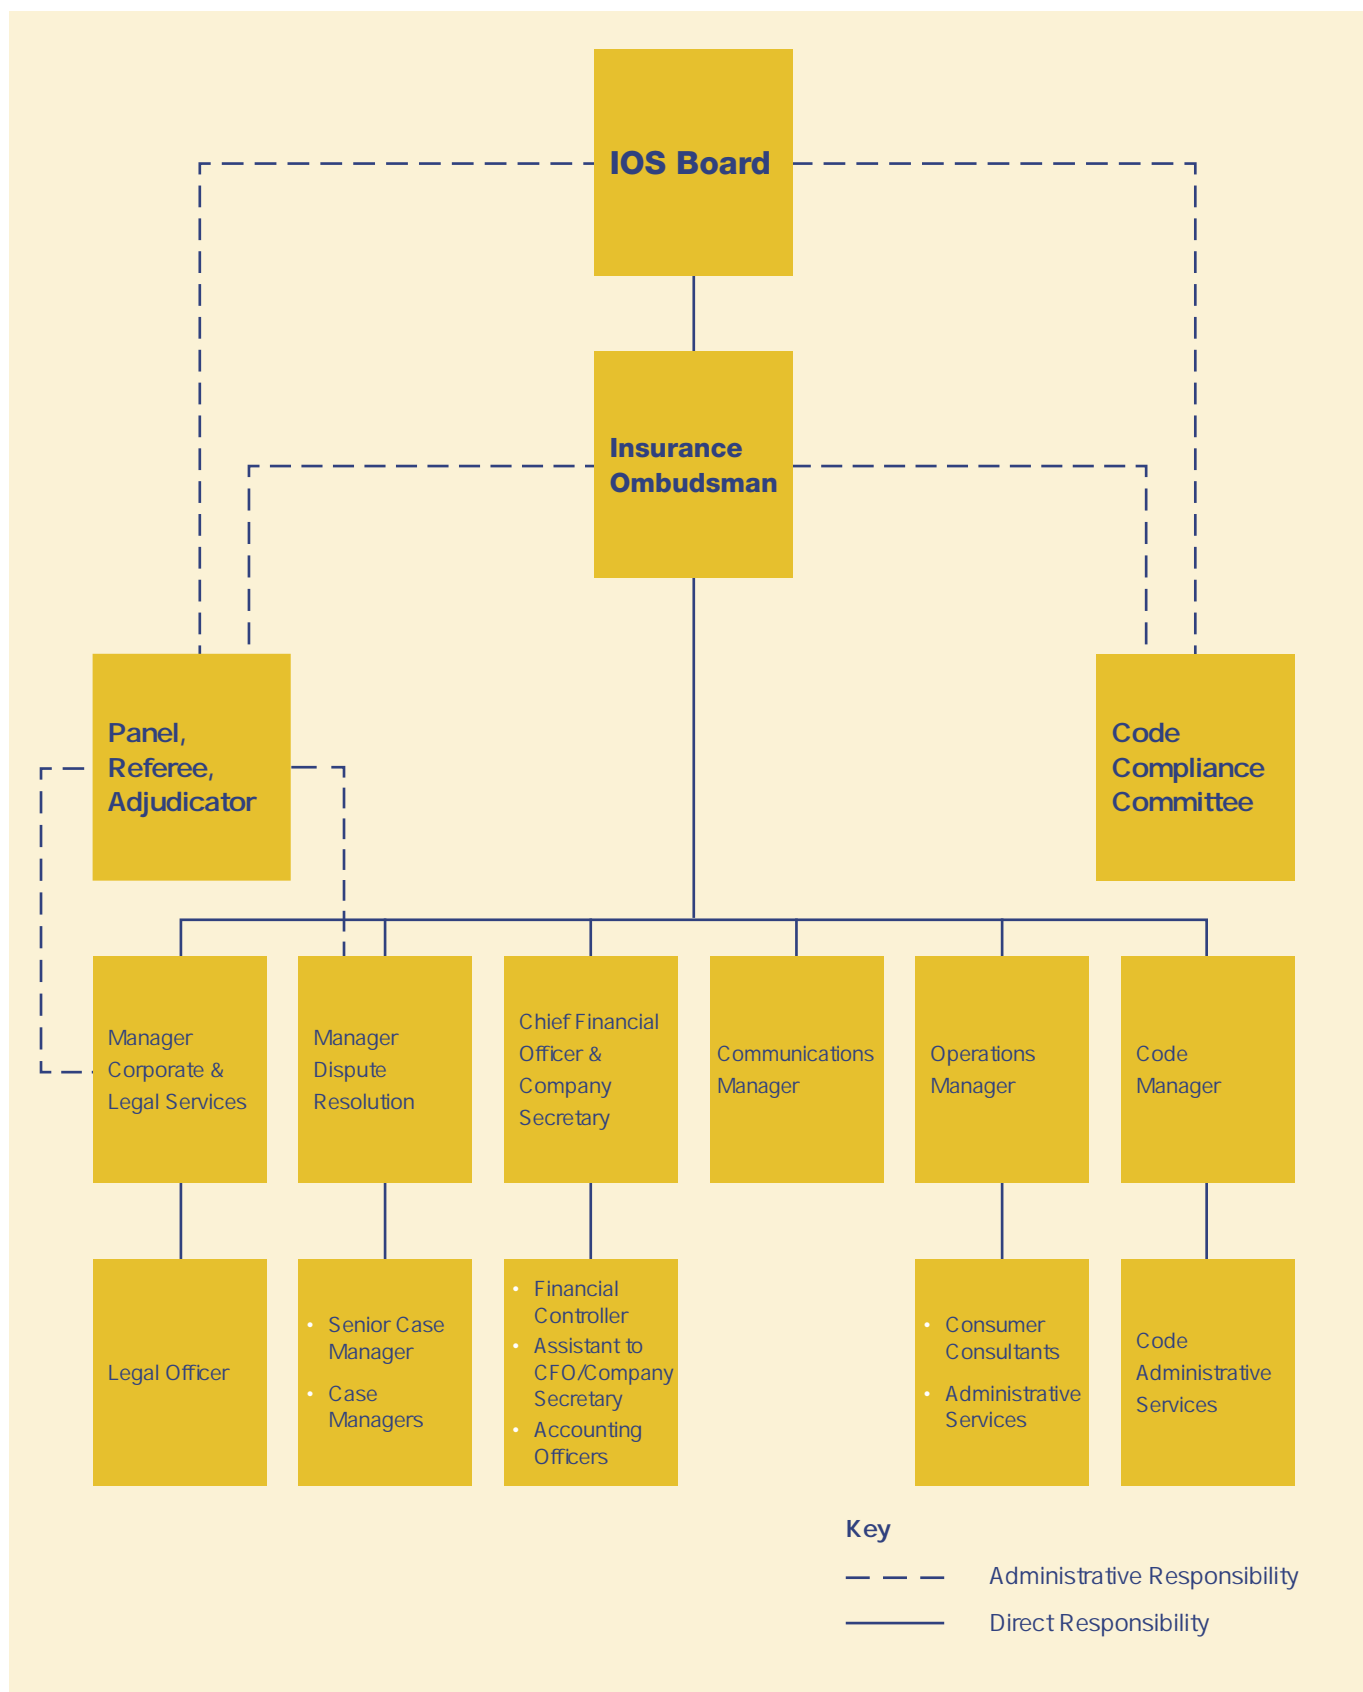 IOS Board
Insurance
Ombudsman
Panel,
Referee,
Adjudicator
Code
Compliance
Committee
Manager
Corporate &
Legal Services
Manager
Dispute
Resolution
Chief Financial
Officer &
Company
Secretary
Communications
Manager
Operations
Manager
Code
Manager
Legal Officer
• Senior Case
Manager
• Case
Managers
• Financial
Controller
• Assistant to
CFO/Company
Secretary
• Accounting
Officers
• Consumer
Consultants
• Administrative
Services
Code
Administrative
Services
Key
Administrative Responsibility
Direct Responsibility